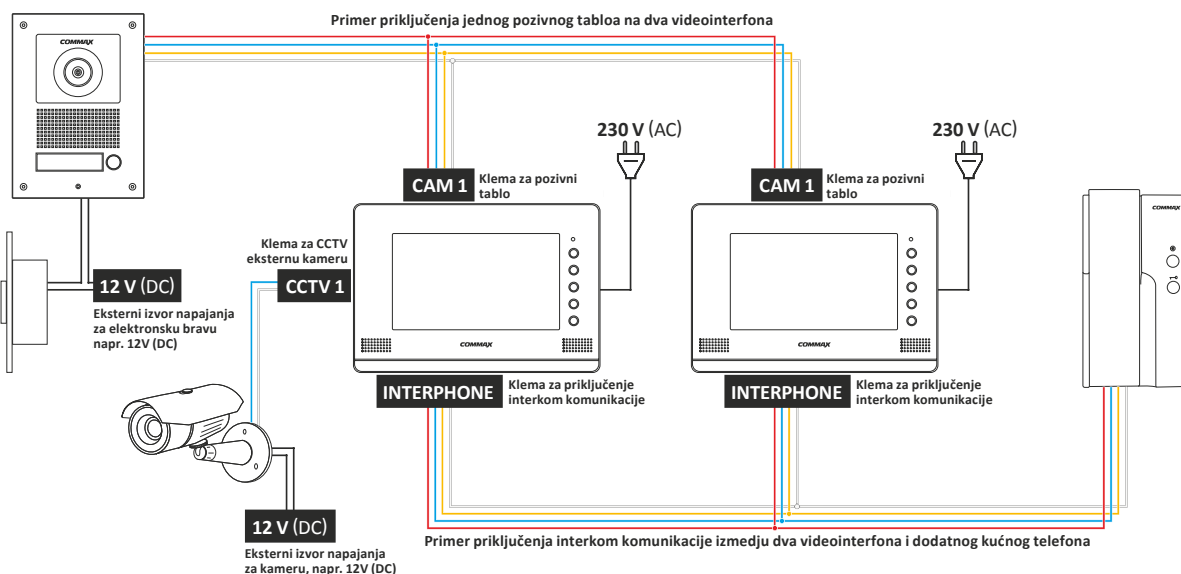 Primer priključenja jednog pozivnog tabloa na dva videointerfona
COMMAX
230 V (AC)
230 V (AC)
CAM 1
Klema za pozivni
tablo
CAM 1
Klema za pozivni
tablo
COMMAX
Klema za CCTV
eksternu kameru
CCTV 1
12 V (DC)
Eksterni izvor napajanja
za elektronsku bravu
napr. 12V (DC)
COMMAX
COMMAX
INTERPHONE
Klema za priključenje
interkom komunikacije
INTERPHONE
Klema za priključenje
interkom komunikacije
12 V (DC)
Eksterni izvor napajanja
za kameru, napr. 12V (DC)
Primer priključenja interkom komunikacije izmedju dva videointerfona i dodatnog kućnog telefona